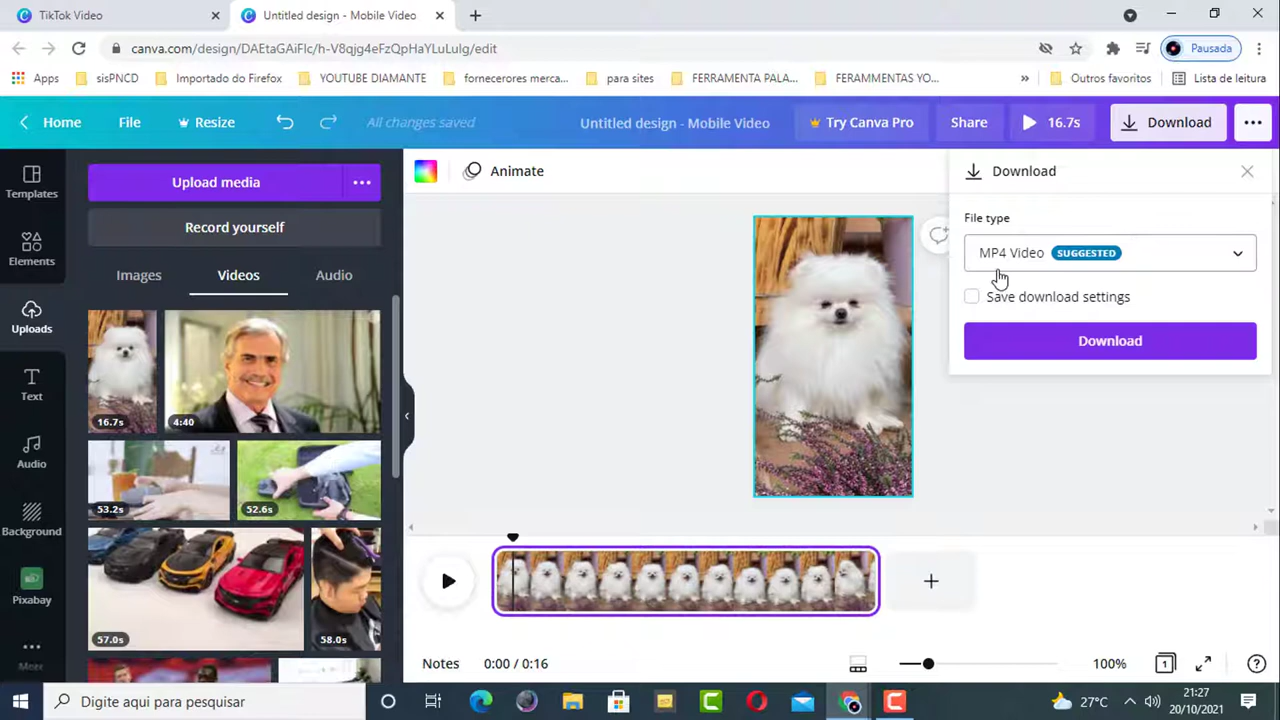 TikTok Video
Untitled design - Mobile Video
canva.com/design/DAEtaGAiFlc/h-V8qjg4eFzQpHaYLuLulg/edit
Pausada
Apps
sisPNCD
Importado do Firefox
YOUTUBE DIAMANTE
fornecerores merca...
para sites
FERRAMENTA PALA...
FERAMMENTAS YO...
»
Outros favoritos
Lista de leitura
Home
File
Resize
All changes saved
Untitled design - Mobile Video
Try Canva Pro
Share
16.7s
Download
Templates
Elements
Uploads
Text
Audio
Background
Pixabay
More
Upload media
Record yourself
Images
Videos
Audio
16.7s
4:40
53.2s
52.6s
57.0s
58.0s
Animate
Download
File type
MP4 Video SUGGESTED
Save download settings
Download
Notes
0:00 / 0:16
100%
1
Digite aqui para pesquisar
27°C
21:27
20/10/2021